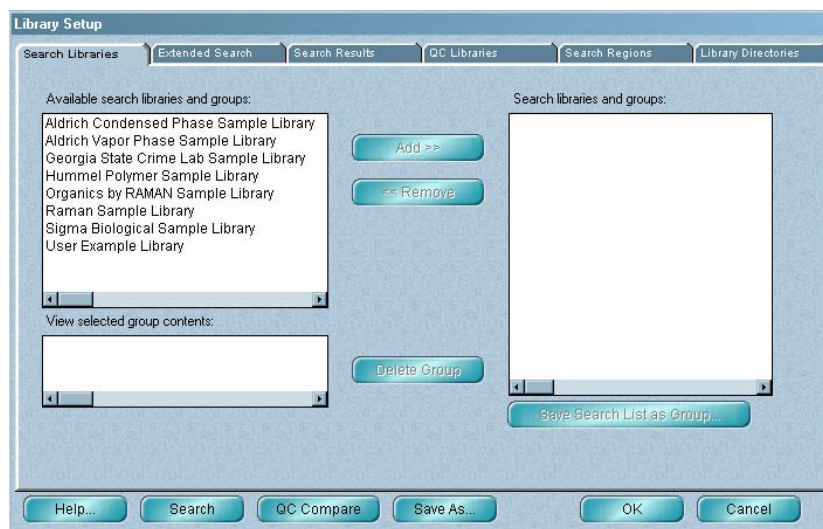 Library Setup
Search Libraries
Extended Search
Search Results
QC Libraries
Search Regions
Library Directories
Available search libraries and groups:
Aldrich Condensed Phase Sample Library
Aldrich Vapor Phase Sample Library
Georgia State Crime Lab Sample Library
Hummel Polymer Sample Library
Organics by RAMAN Sample Library
Raman Sample Library
Sigma Biological Sample Library
User Example Library
View selected group contents:
Add >>
<< Remove
Delete Group
Search libraries and groups:
Save Search List as Group...
Help...
Search
QC Compare
Save As...
OK
Cancel